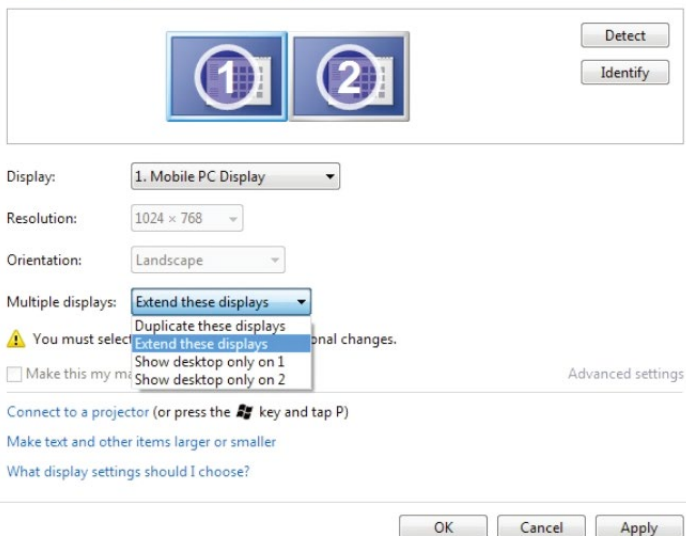 1
2
Detect
Identify
Display: 1. Mobile PC Display
Resolution: 1024 × 768
Orientation: Landscape
Multiple displays: Extend these displays
Duplicate these displays
You must select onal changes.
Extend these displays
Show desktop only on 1
Make this my Advanced settings
Show desktop only on 2
Connect to a projector (or press the key and tap P)
Make text and other items larger or smaller
What display settings should I choose?
OK Cancel Apply